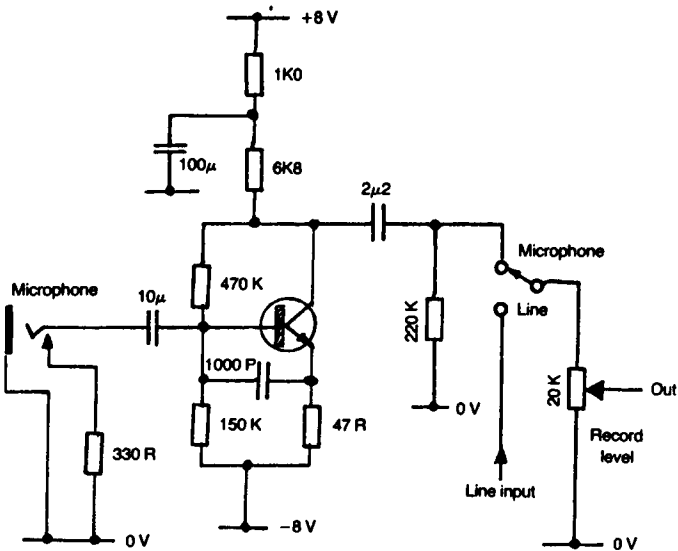 +8 V
1K0
100μ
6K8
2μ2
Microphone
Microphone
470 K
10μ
Line
220 K
1000 P
20 K
Out
0 V
150 K
47 R
Record
level
330 R
Line input
−8 V
0 V
0 V